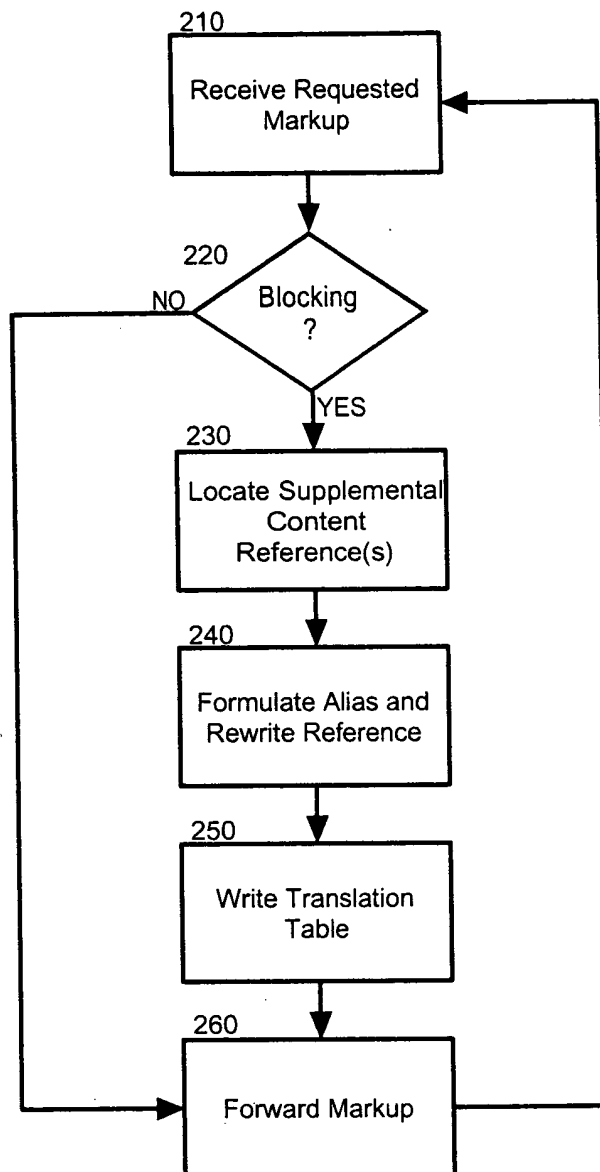 210
Receive Requested
Markup
220
NO
Blocking
?
YES
230
Locate Supplemental
Content
Reference(s)
240
Formulate Alias and
Rewrite Reference
250
Write Translation
Table
260
Forward Markup